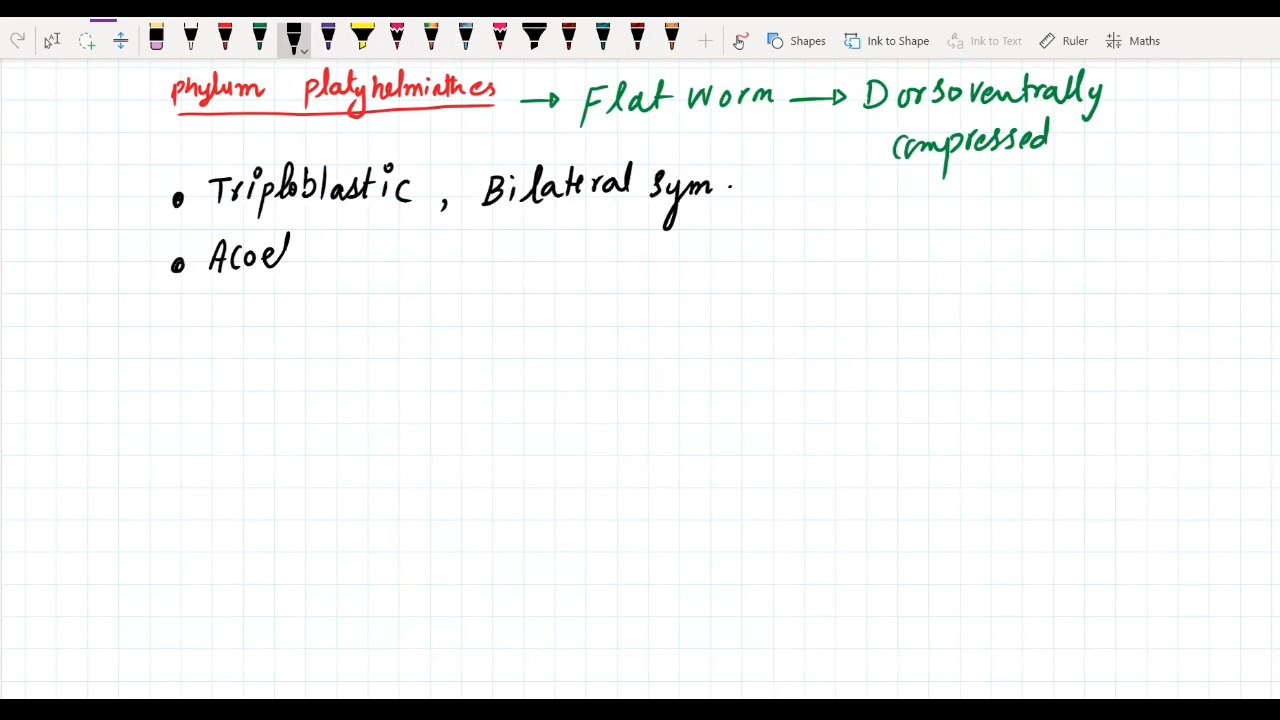 Shapes Ink to Shape Ink to Text Ruler Maths
phylum platyhelminthes → Flat worm → Dorsoventrally
compressed
• Triploblastic, Bilateral sym.
• Acoel